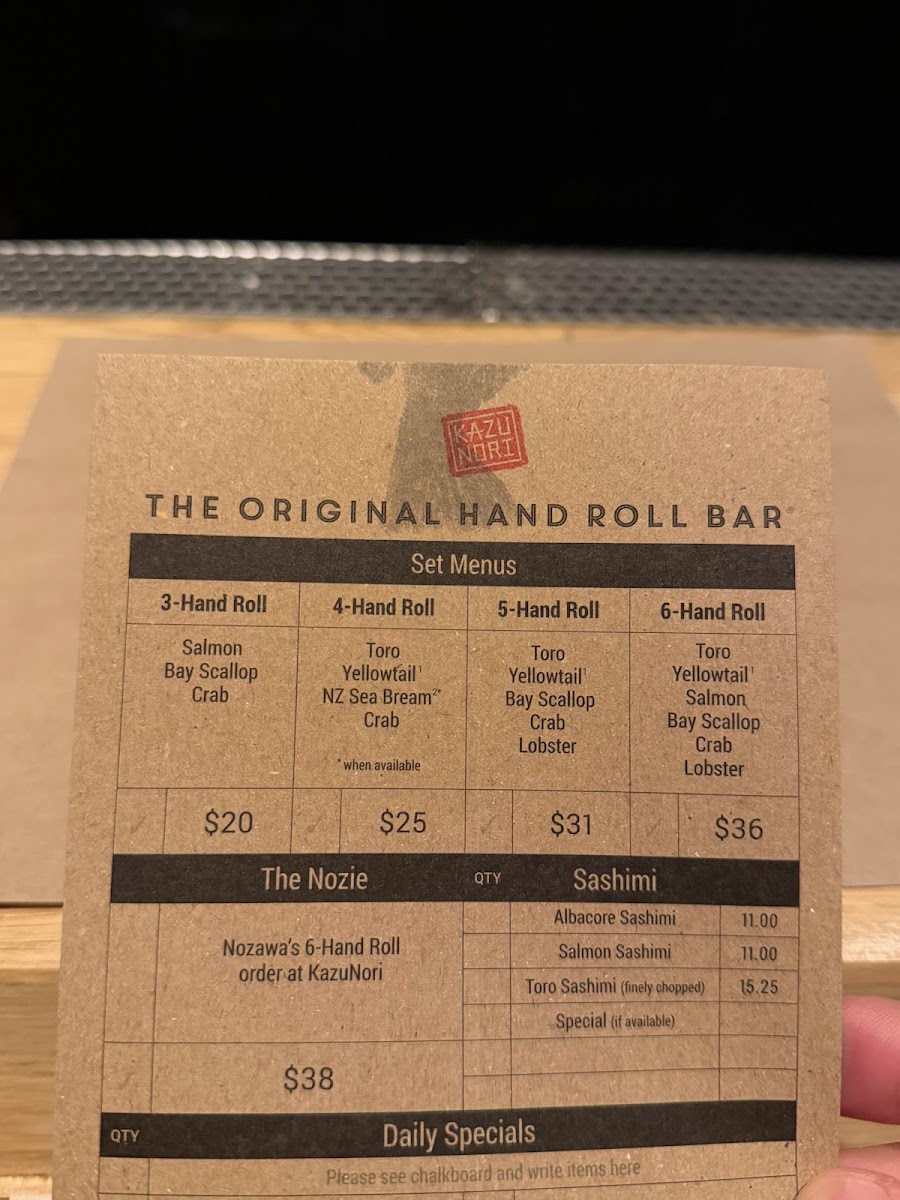 KAZU
NORI
THE ORIGINAL HAND ROLL BAR®
Set Menus
3-Hand Roll
Salmon
Bay Scallop
Crab
$20
4-Hand Roll
Toro
Yellowtail¹
NZ Sea Bream²*
Crab
*when available
$25
5-Hand Roll
Toro
Yellowtail¹
Bay Scallop
Crab
Lobster
$31
6-Hand Roll
Toro
Yellowtail¹
Salmon
Bay Scallop
Crab
Lobster
$36
The Nozie
Nozawa's 6-Hand Roll
order at KazuNori
$38
QTY Sashimi
Albacore Sashimi 11.00
Salmon Sashimi 11.00
Toro Sashimi (finely chopped) 15.25
Special (if available)
QTY Daily Specials
Please see chalkboard and write items here